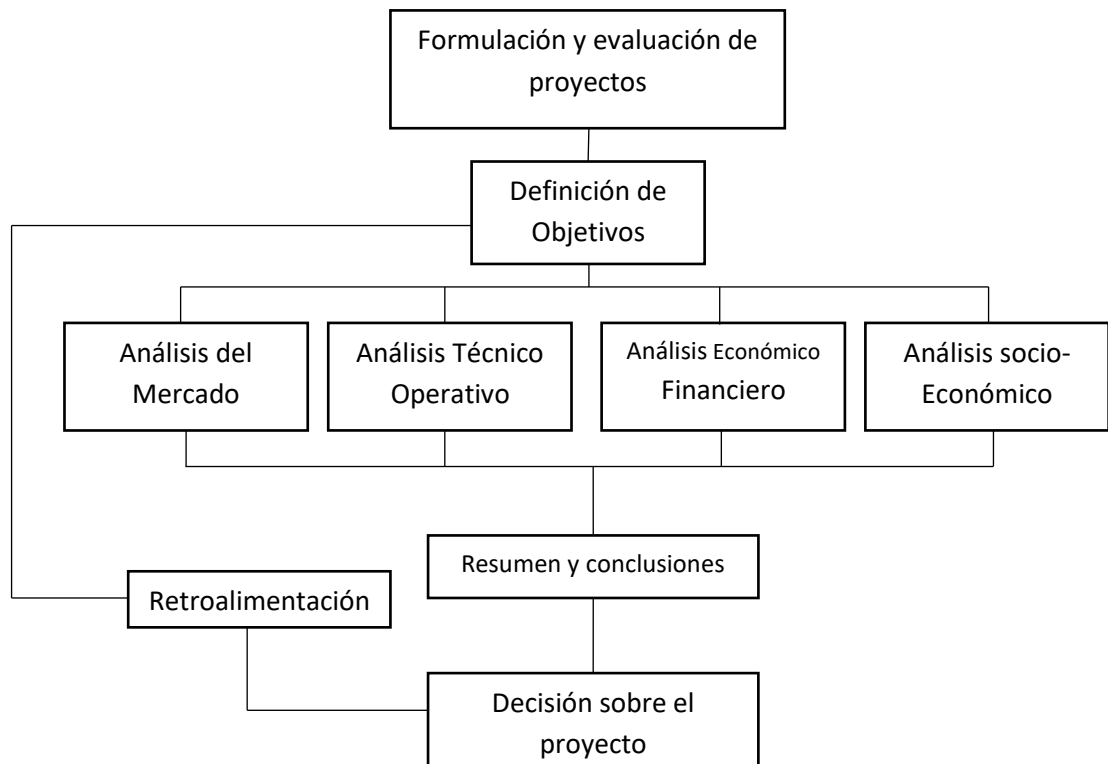 Formulación y evaluación de
proyectos
Definición de
Objetivos
Análisis del
Mercado
Análisis Técnico
Operativo
Análisis Económico
Financiero
Análisis socio-
Económico
Resumen y conclusiones
Retroalimentación
Decisión sobre el
proyecto